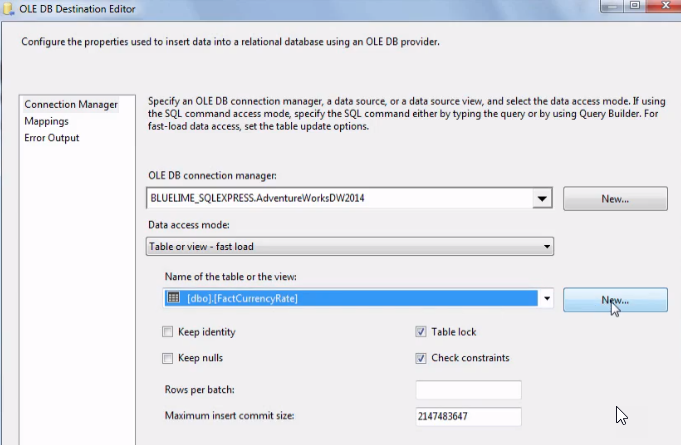 OLE DB Destination Editor
Configure the properties used to insert data into a relational database using an OLE DB provider.
Connection Manager
Mappings
Error Output
Specify an OLE DB connection manager, a data source, or a data source view, and select the data access mode. If using
the SQL command access mode, specify the SQL command either by typing the query or by using Query Builder. For
fast-load data access, set the table update options.
OLE DB connection manager:
BLUELIME_SQLEXPRESS.AdventureWorksDW2014
New...
Data access mode:
Table or view - fast load
Name of the table or the view:
[dbo].[FactCurrencyRate]
New...
Keep identity
Table lock
Keep nulls
Check constraints
Rows per batch:
Maximum insert commit size:
2147483647